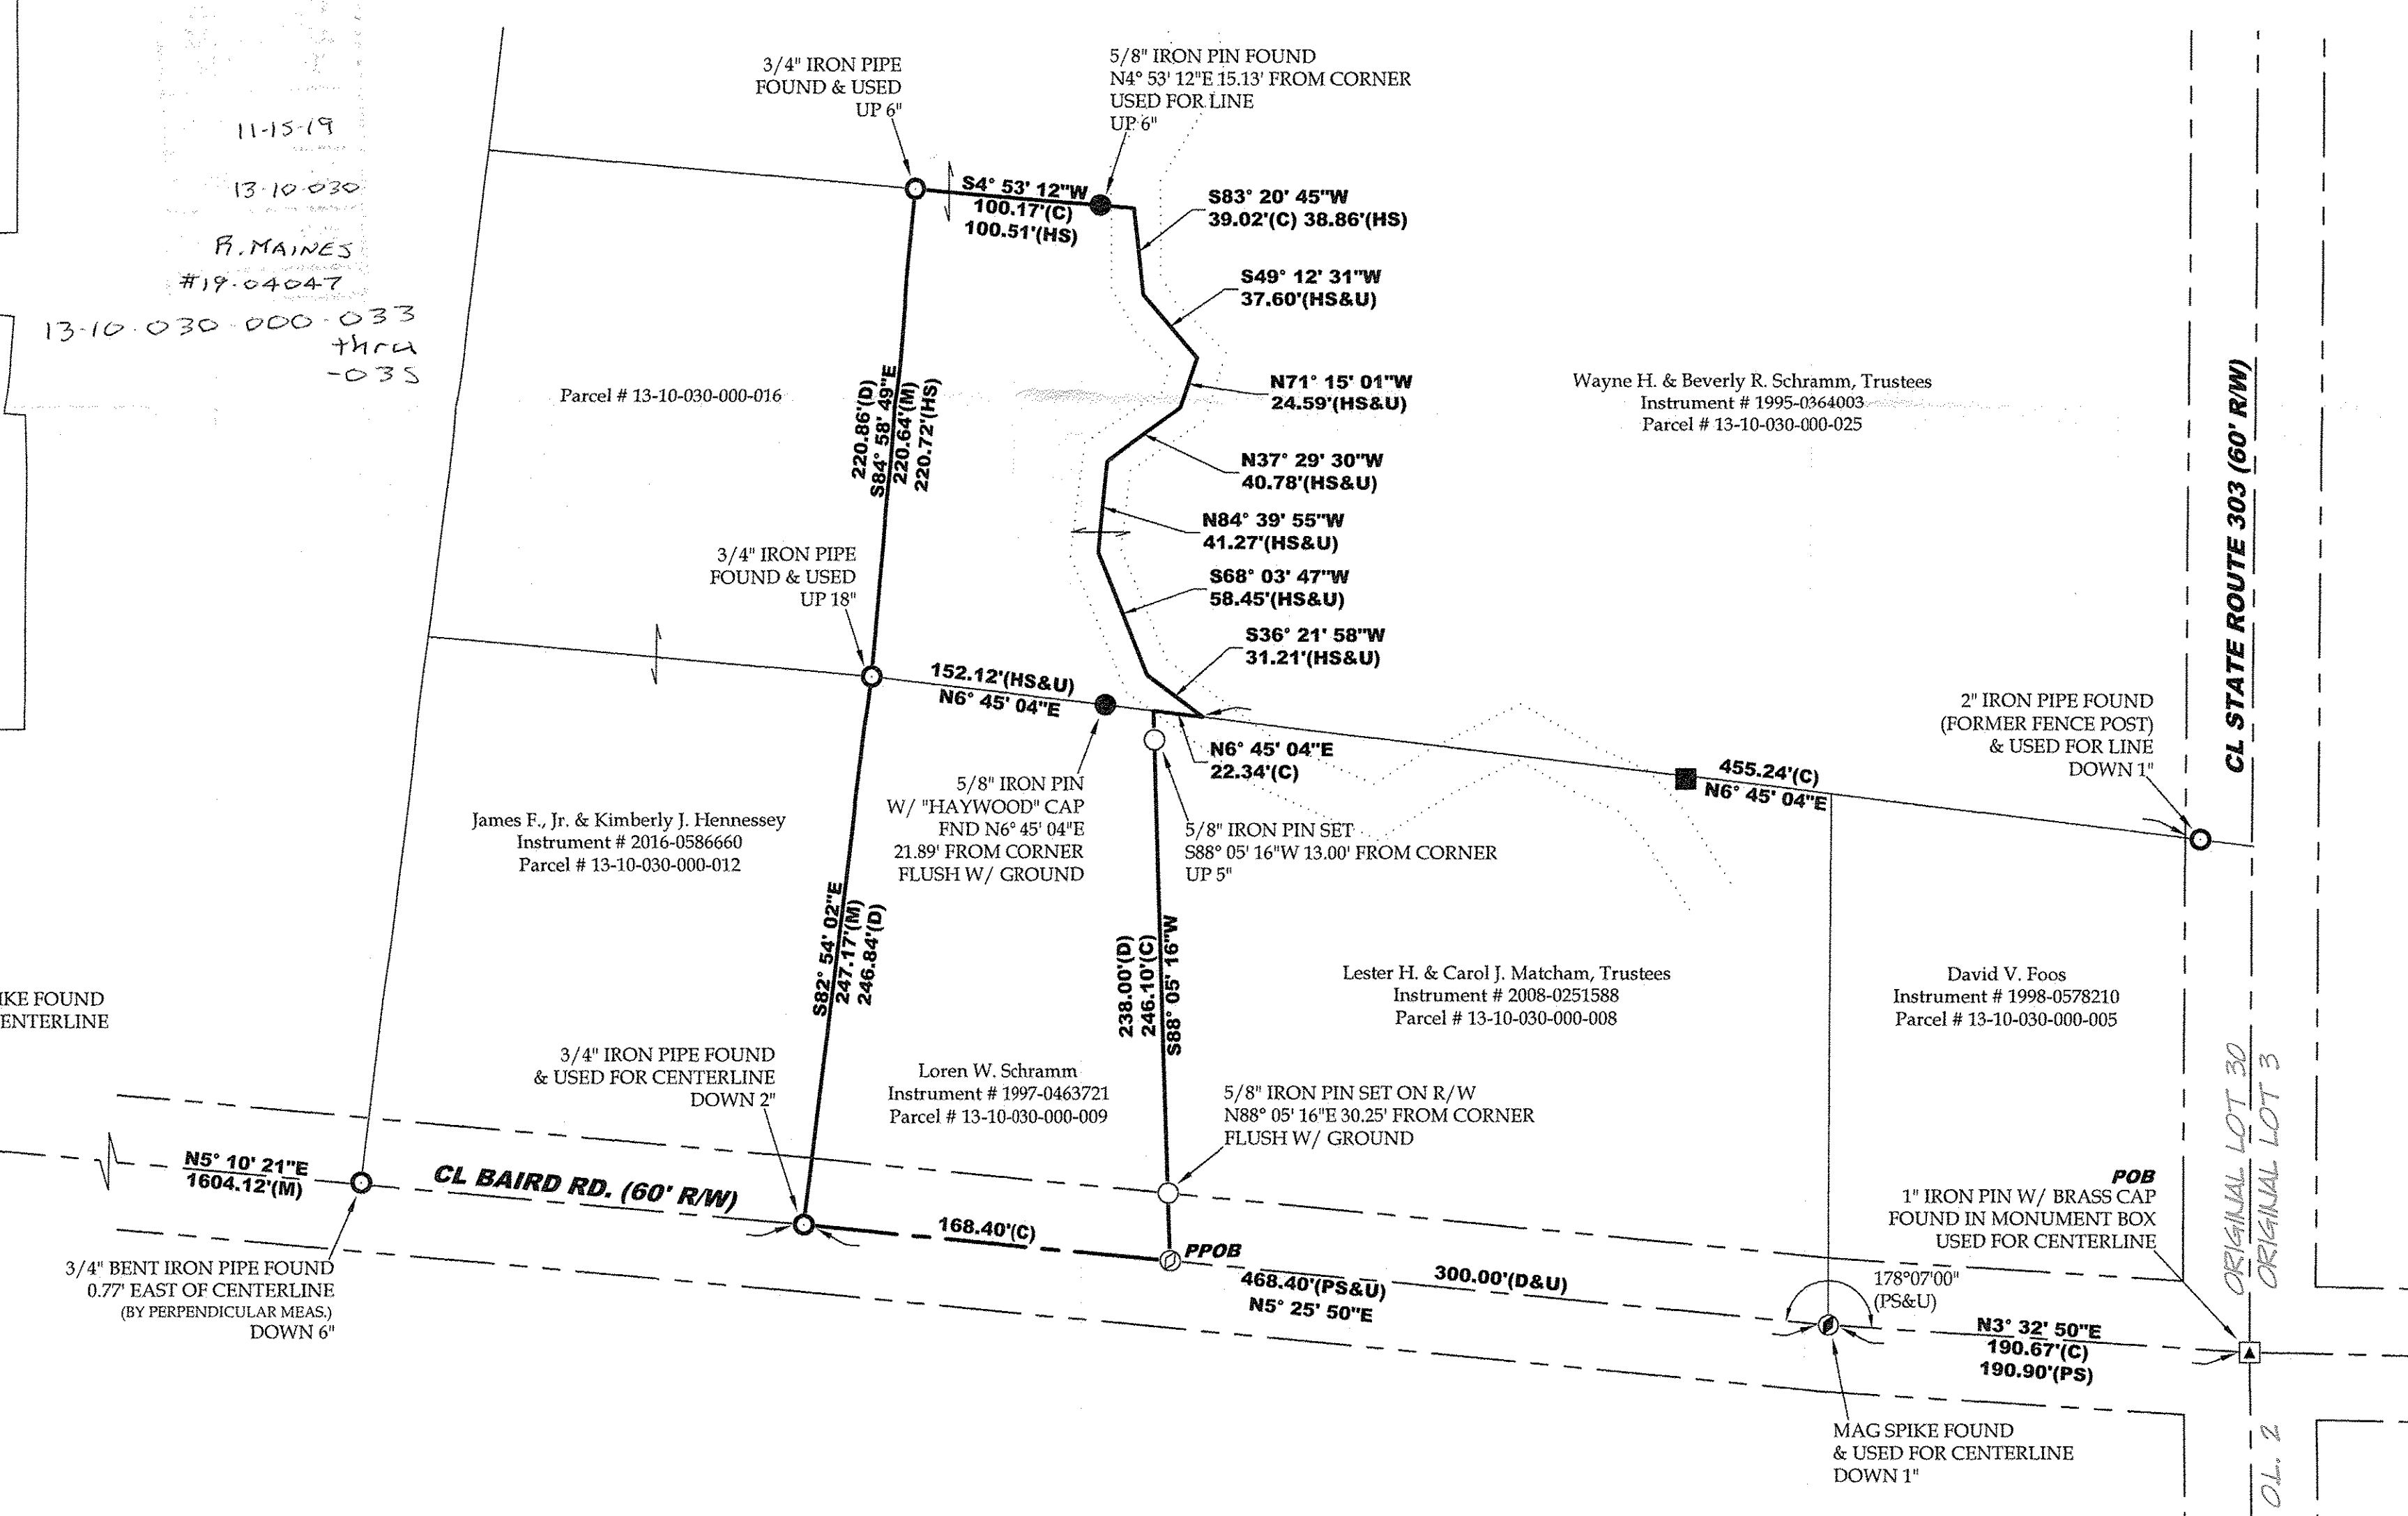 11-15-19
13-10-030
R. MAINES
#19-04047
13-10-030-000-033
thru
-035
3/4" IRON PIPE
FOUND & USED
UP 6"
5/8" IRON PIN FOUND
N4° 53' 12"E 15.13' FROM CORNER
USED FOR LINE
UP 6"
S4° 53' 12"W
100.17'(C)
100.51'(HS)
S83° 20' 45"W
39.02'(C) 38.86'(HS)
S49° 12' 31"W
37.60'(HS&U)
N71° 15' 01"W
24.59'(HS&U)
N37° 29' 30"W
40.78'(HS&U)
N84° 39' 55"W
41.27'(HS&U)
S68° 03' 47"W
58.45'(HS&U)
S36° 21' 58"W
31.21'(HS&U)
Parcel # 13-10-030-000-016
220.86'(D)
S84° 58' 49"E
220.64'(M)
220.72'(HS)
Wayne H. & Beverly R. Schramm, Trustees
Instrument # 1995-0364003
Parcel # 13-10-030-000-025
CL STATE ROUTE 303 (60' R/W)
3/4" IRON PIPE
FOUND & USED
UP 18"
152.12'(HS&U)
N6° 45' 04"E
N6° 45' 04"E
22.34'(C)
2" IRON PIPE FOUND
(FORMER FENCE POST)
& USED FOR LINE
DOWN 1"
455.24'(C)
N6° 45' 04"E
5/8" IRON PIN
W/ "HAYWOOD" CAP
FND N6° 45' 04"E
21.89' FROM CORNER
FLUSH W/ GROUND
5/8" IRON PIN SET
S88° 05' 16"W 13.00' FROM CORNER
UP 5"
James F., Jr. & Kimberly J. Hennessey
Instrument # 2016-0586660
Parcel # 13-10-030-000-012
S82° 54' 02"E
247.17'(M)
246.84'(D)
238.00'(D)
246.10'(C)
S88° 05' 16"W
Lester H. & Carol J. Matcham, Trustees
Instrument # 2008-0251588
Parcel # 13-10-030-000-008
David V. Foos
Instrument # 1998-0578210
Parcel # 13-10-030-000-005
IKE FOUND
ENTERLINE
3/4" IRON PIPE FOUND
& USED FOR CENTERLINE
DOWN 2"
Loren W. Schramm
Instrument # 1997-0463721
Parcel # 13-10-030-000-009
5/8" IRON PIN SET ON R/W
N88° 05' 16"E 30.25' FROM CORNER
FLUSH W/ GROUND
ORIGINAL LOT 30
ORIGINAL LOT 3
N5° 10' 21"E
1604.12'(M)
CL BAIRD RD. (60' R/W)
168.40'(C)
PPOB
468.40'(PS&U)
N5° 25' 50"E
300.00'(D&U)
178°07'00"
(PS&U)
POB
1" IRON PIN W/ BRASS CAP
FOUND IN MONUMENT BOX
USED FOR CENTERLINE
3/4" BENT IRON PIPE FOUND
0.77' EAST OF CENTERLINE
(BY PERPENDICULAR MEAS.)
DOWN 6"
N3° 32' 50"E
190.67'(C)
190.90'(PS)
MAG SPIKE FOUND
& USED FOR CENTERLINE
DOWN 1"
O.L. 2